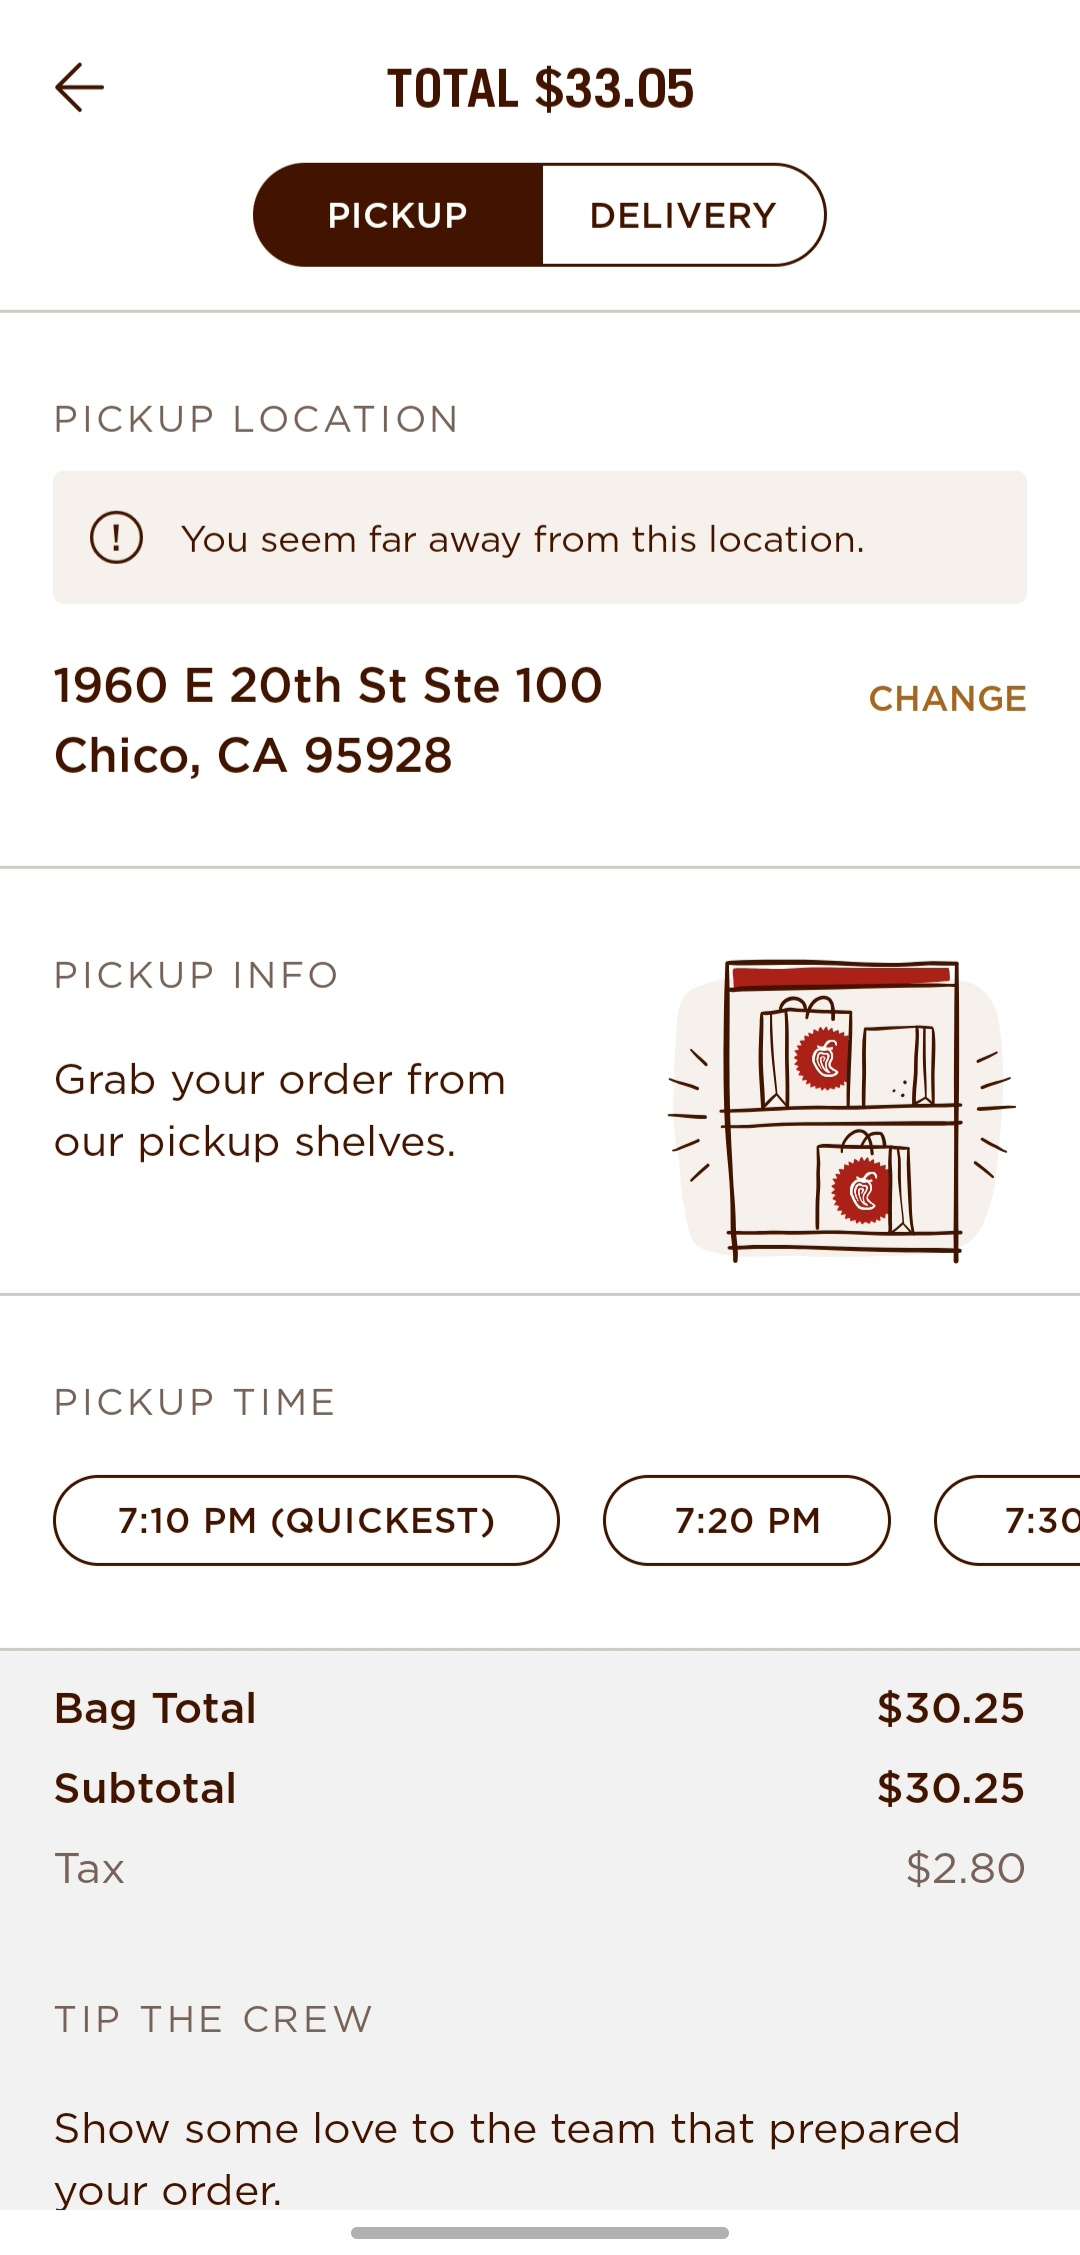 TOTAL $33.05
PICKUP
DELIVERY
PICKUP LOCATION
You seem far away from this location.
1960 E 20th St Ste 100
Chico, CA 95928
CHANGE
PICKUP INFO
Grab your order from
our pickup shelves.
PICKUP TIME
7:10 PM (QUICKEST)
7:20 PM
7:30
Bag Total $30.25
Subtotal $30.25
Tax $2.80
TIP THE CREW
Show some love to the team that prepared
your order.